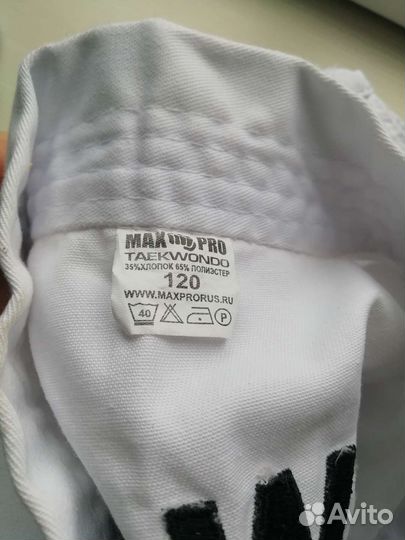 MAX PRO
TAEKWONDO
35%ХЛОПОК 65% ПОЛИЭСТЕР
120
WWW.MAXPRORUS.RU
40 P
W
Avito